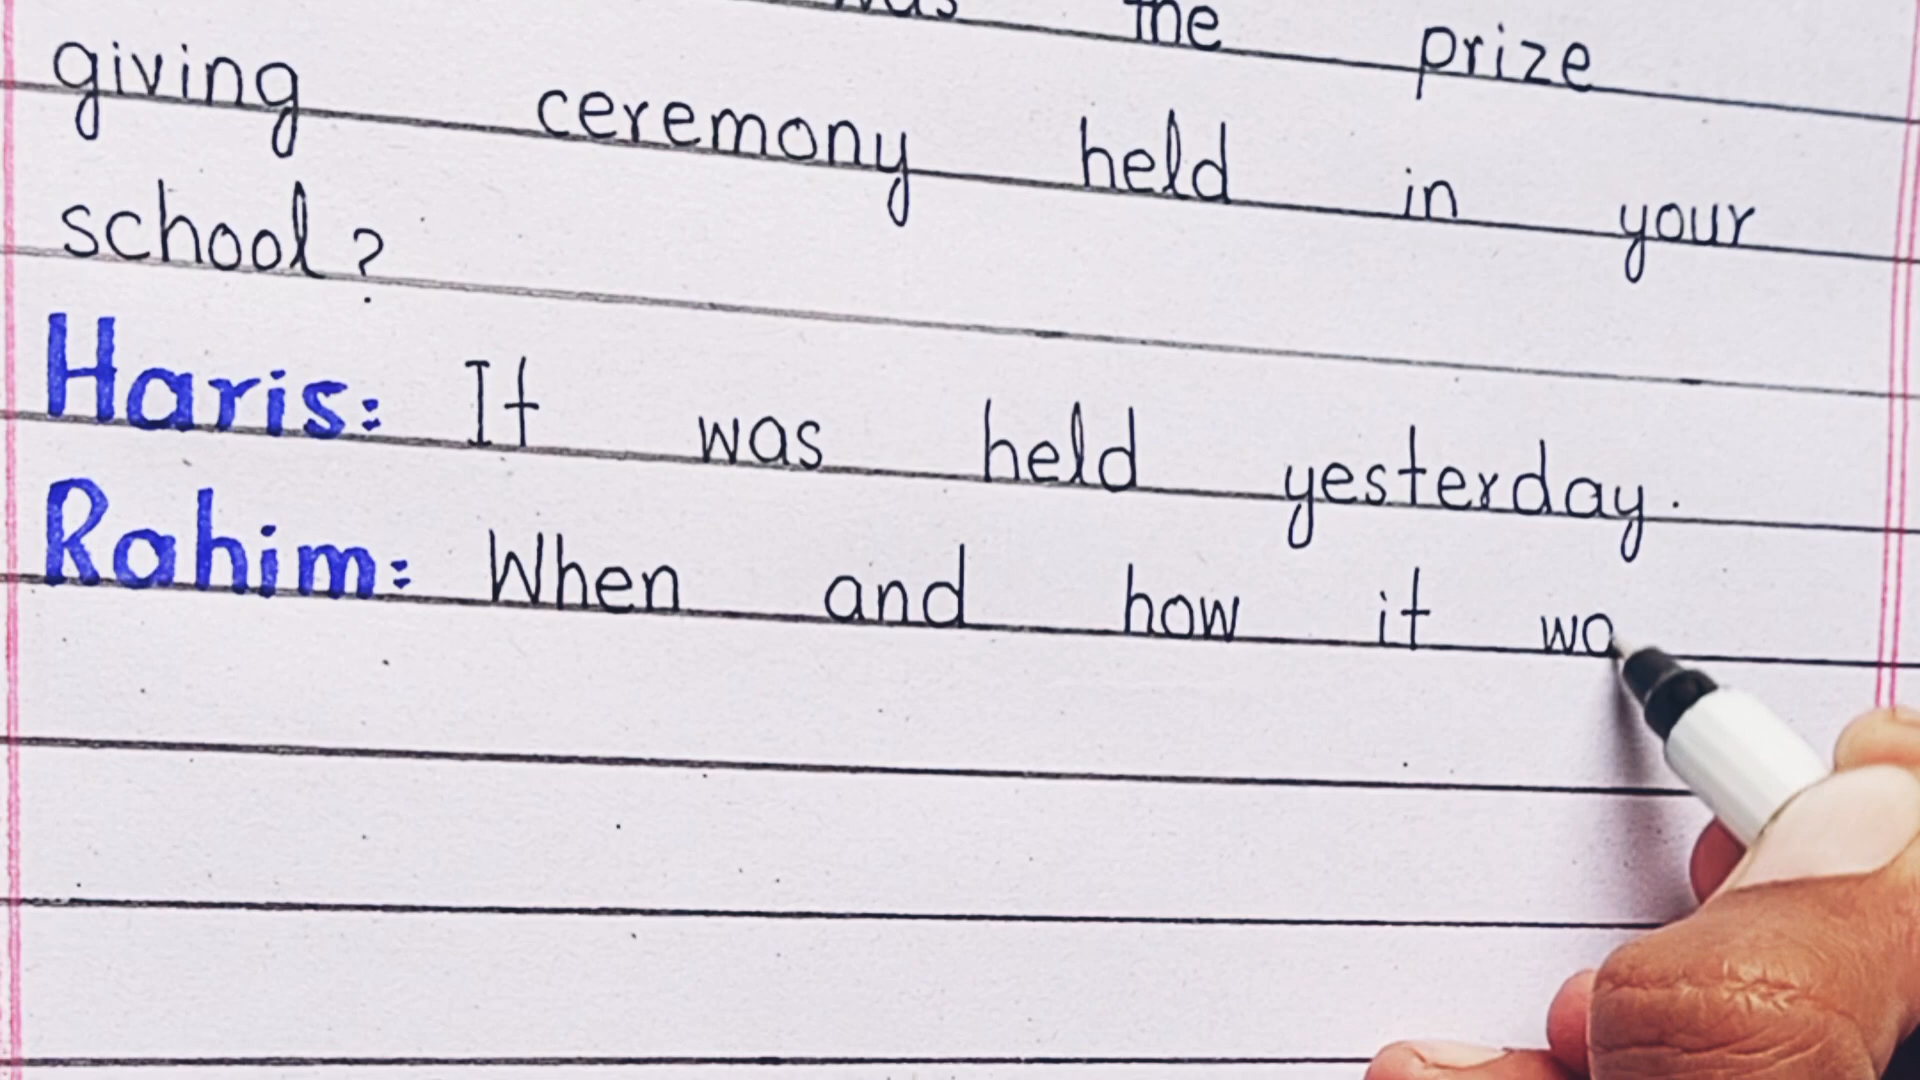 was the prize
giving ceremony held in your
school?
Haris: It was held yesterday.
Rahim: When and how it wa